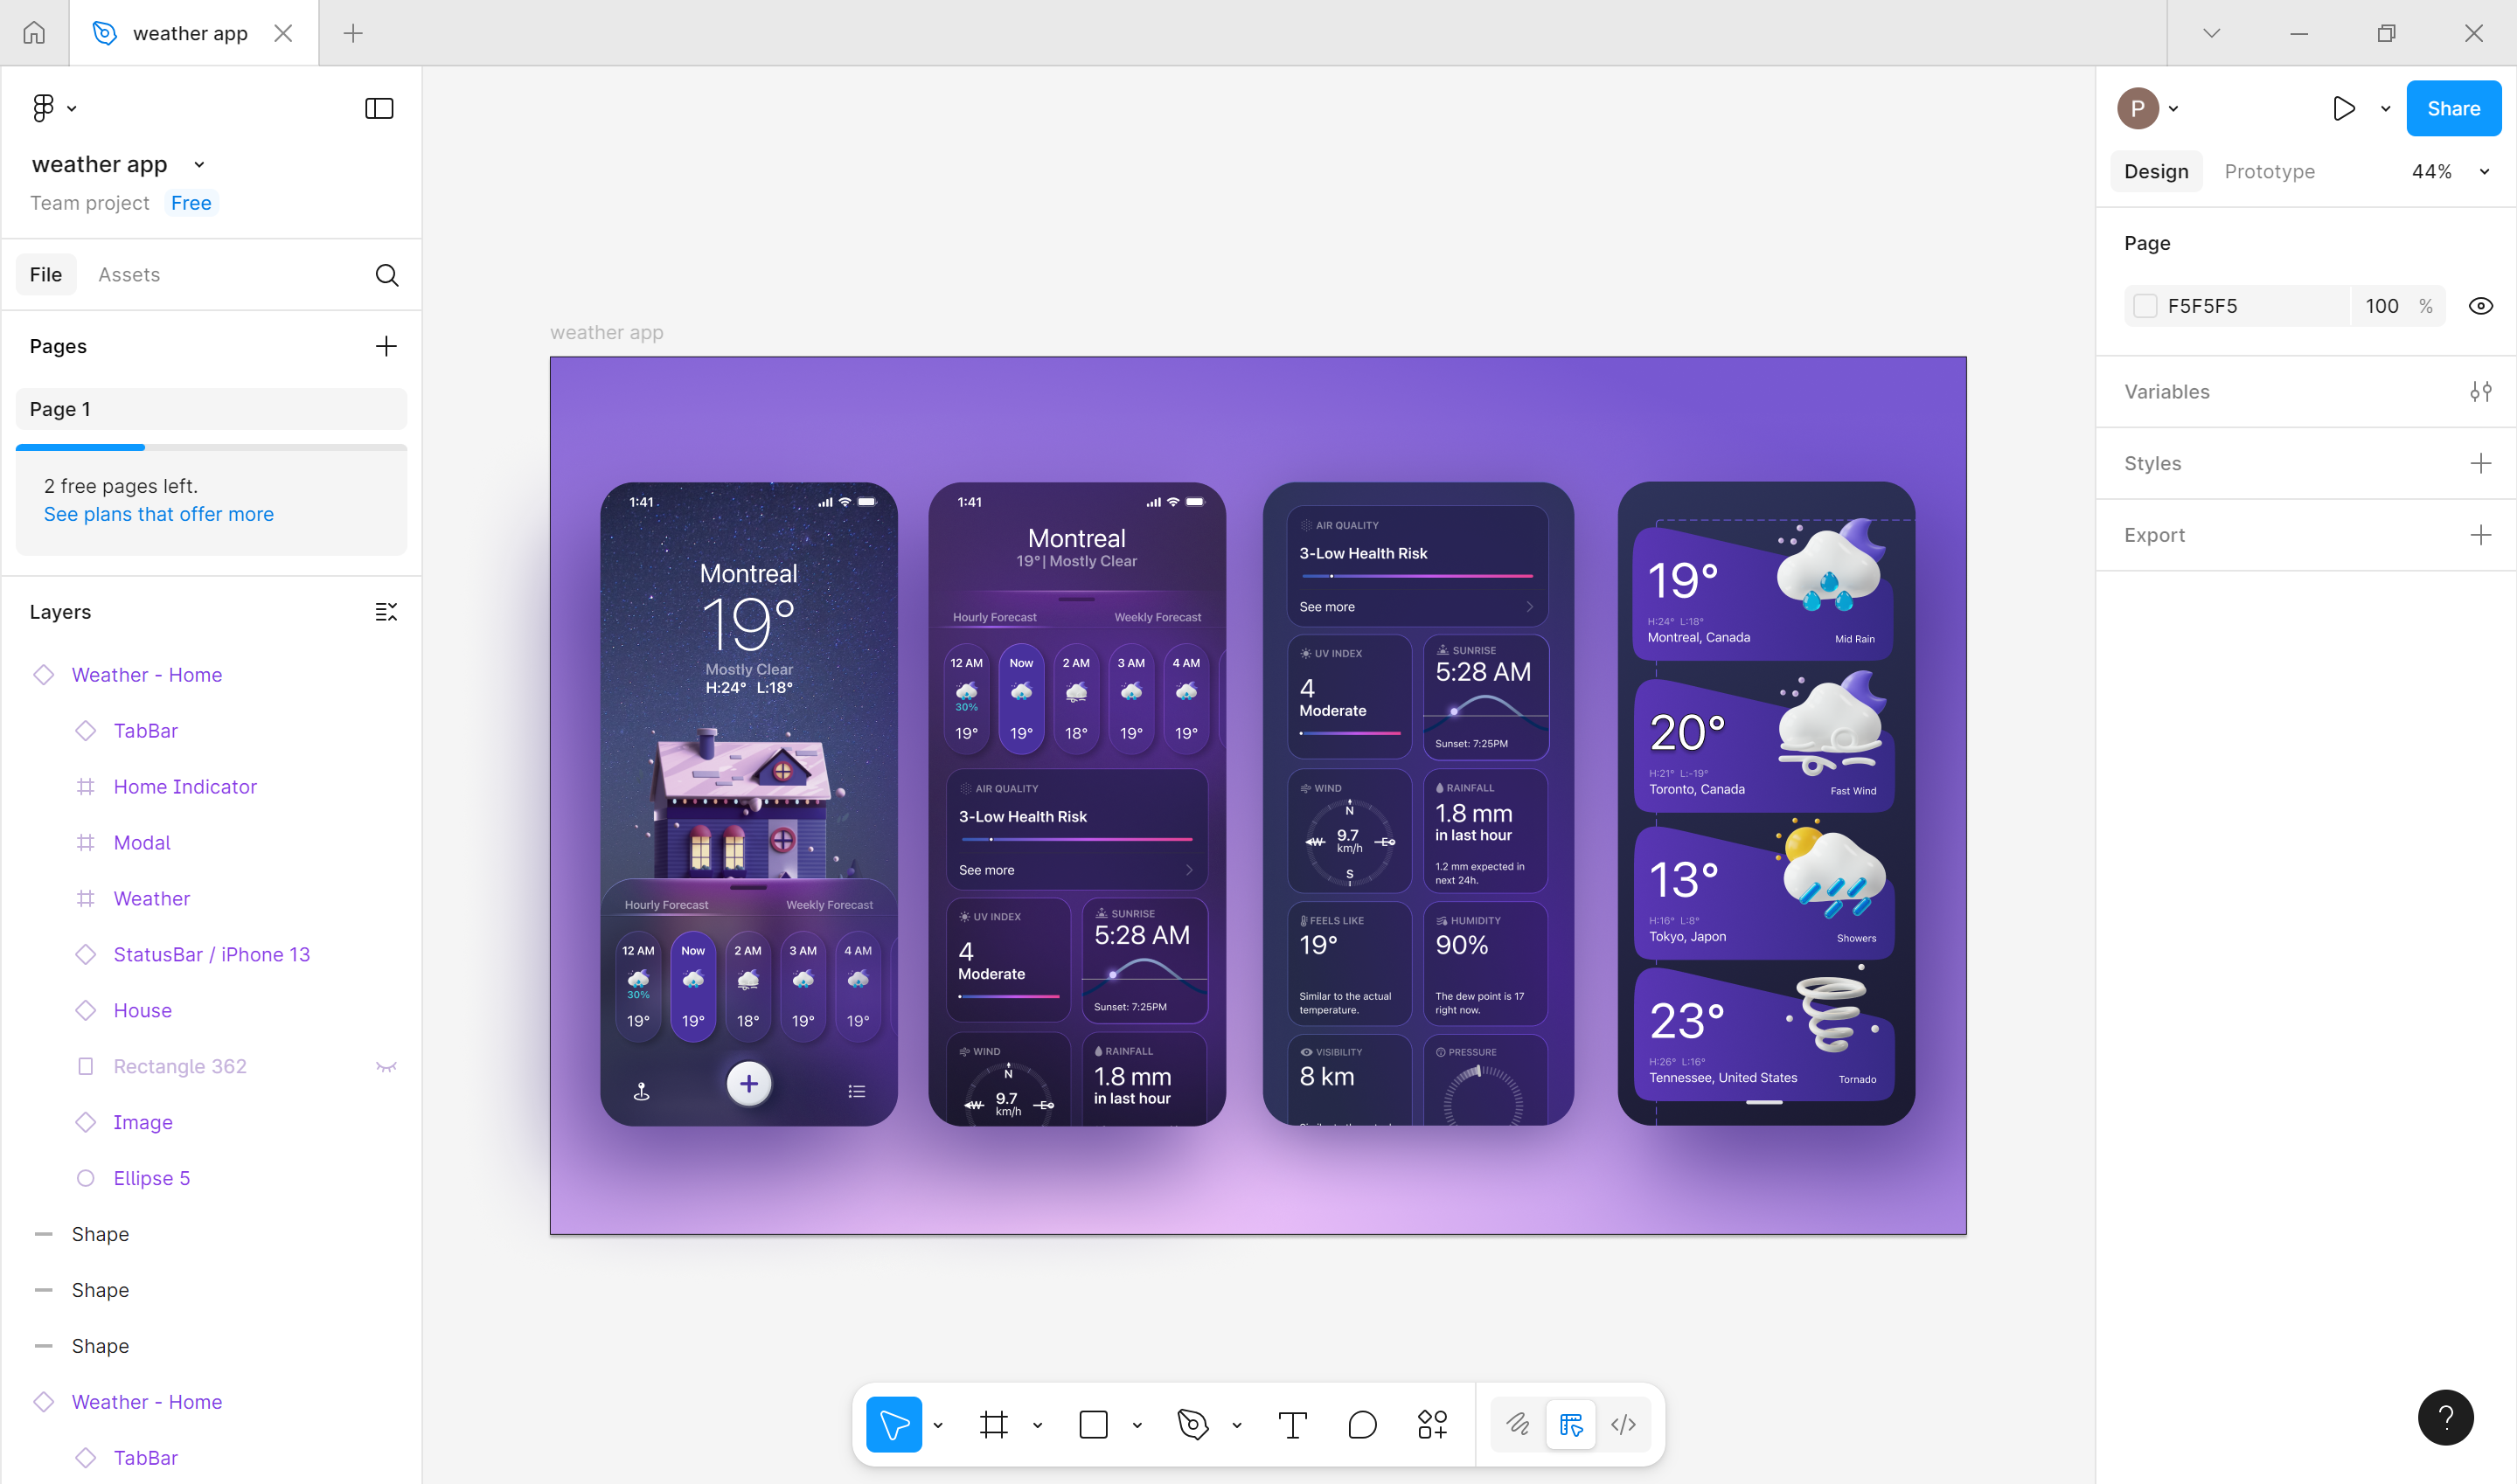 weather app
weather app
Team project Free
File Assets
Pages
Page 1
2 free pages left.
See plans that offer more
Layers
Weather - Home
TabBar
Home Indicator
Modal
Weather
StatusBar / iPhone 13
House
Rectangle 362
Image
Ellipse 5
Shape
Shape
Shape
Weather - Home
TabBar
weather app
1:41
Montreal
19°
Mostly Clear
H:24° L:18°
Hourly Forecast Weekly Forecast
12 AM Now 2 AM 3 AM 4 AM
30%
19° 19° 18° 19° 19°
1:41
Montreal
19° | Mostly Clear
Hourly Forecast Weekly Forecast
12 AM Now 2 AM 3 AM 4 AM
30%
19° 19° 18° 19° 19°
AIR QUALITY
3-Low Health Risk
See more
UV INDEX
4
Moderate
SUNRISE
5:28 AM
Sunset: 7:25PM
WIND
N
W 9.7 E
km/h
RAINFALL
1.8 mm
in last hour
AIR QUALITY
3-Low Health Risk
See more
UV INDEX
4
Moderate
SUNRISE
5:28 AM
Sunset: 7:25PM
WIND
N
W 9.7 E
km/h
S
RAINFALL
1.8 mm
in last hour
1.2 mm expected in
next 24h.
FEELS LIKE
19°
Similar to the actual
temperature.
HUMIDITY
90%
The dew point is 17
right now.
VISIBILITY
8 km
PRESSURE
19°
H:24° L:18°
Montreal, Canada Mid Rain
20°
H:21° L:-19°
Toronto, Canada Fast Wind
13°
H:16° L:8°
Tokyo, Japon Showers
23°
H:26° L:16°
Tennessee, United States Tornado
P
Share
Design Prototype 44%
Page
F5F5F5 100 %
Variables
Styles
Export
?